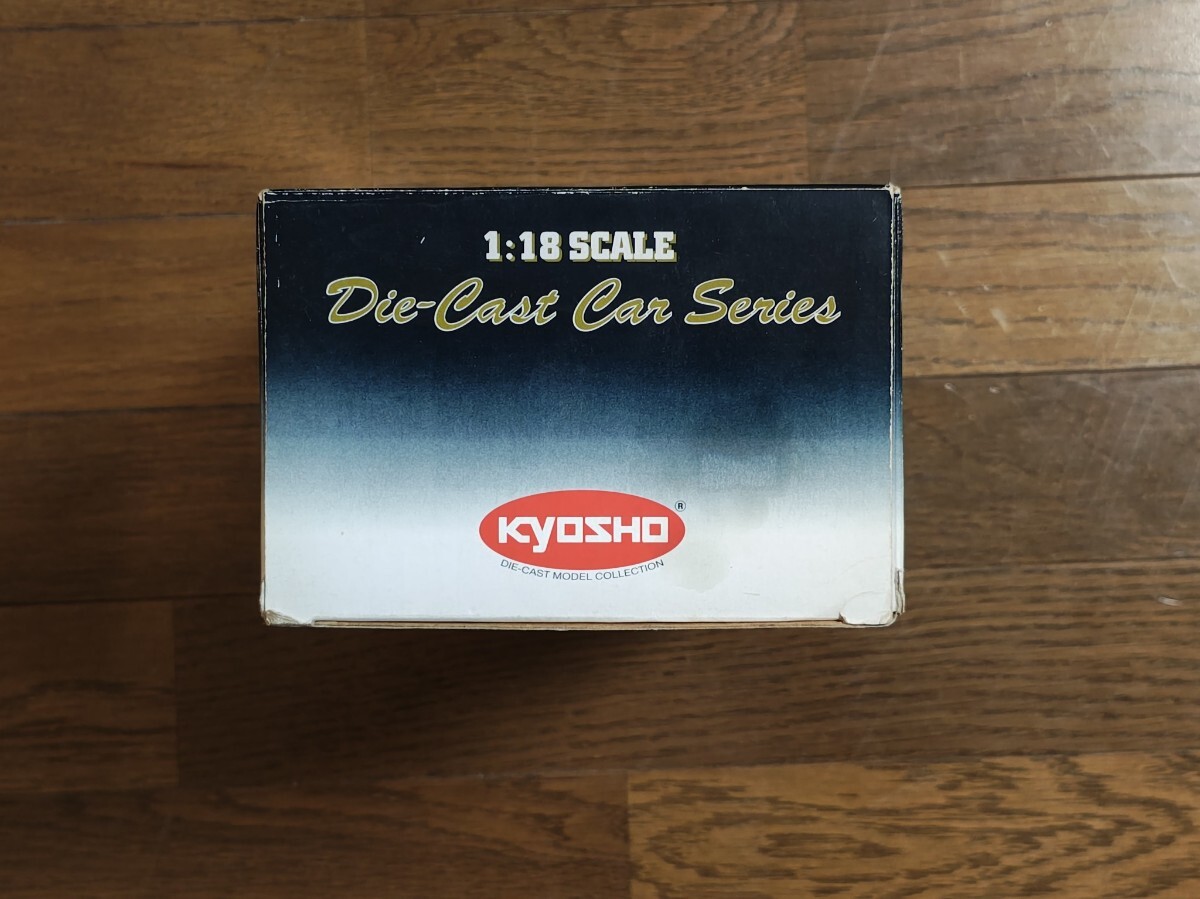 1:18 SCALE
Die-Cast Car Series
KYOSHO ®
DIE-CAST MODEL COLLECTION